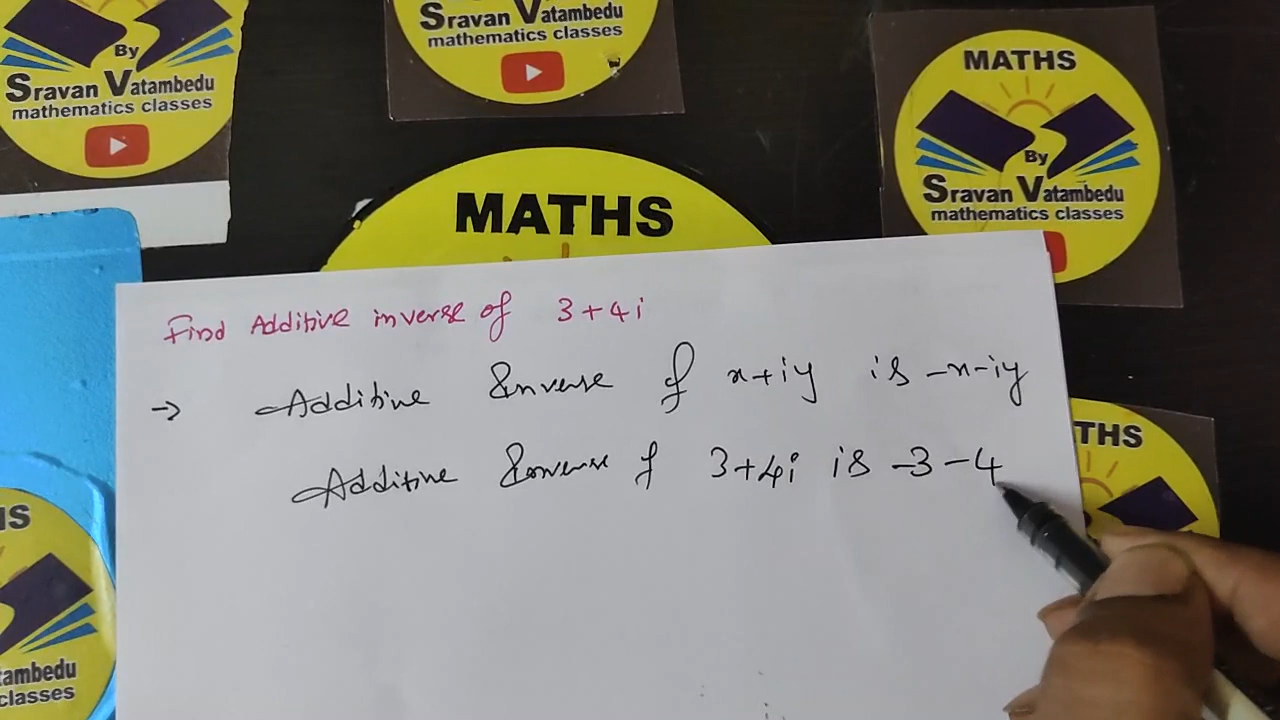 By
Sravan Vatambedu
mathematics classes
Sravan Vatambedu
mathematics classes
MATHS
By
Sravan Vatambedu
mathematics classes
MATHS
Find Additive inverse of 3+4i
→ Additive Inverse of x+iy is -x-iy
Additive Inverse of 3+4i is -3-4
THS
IS
tambedu
classes